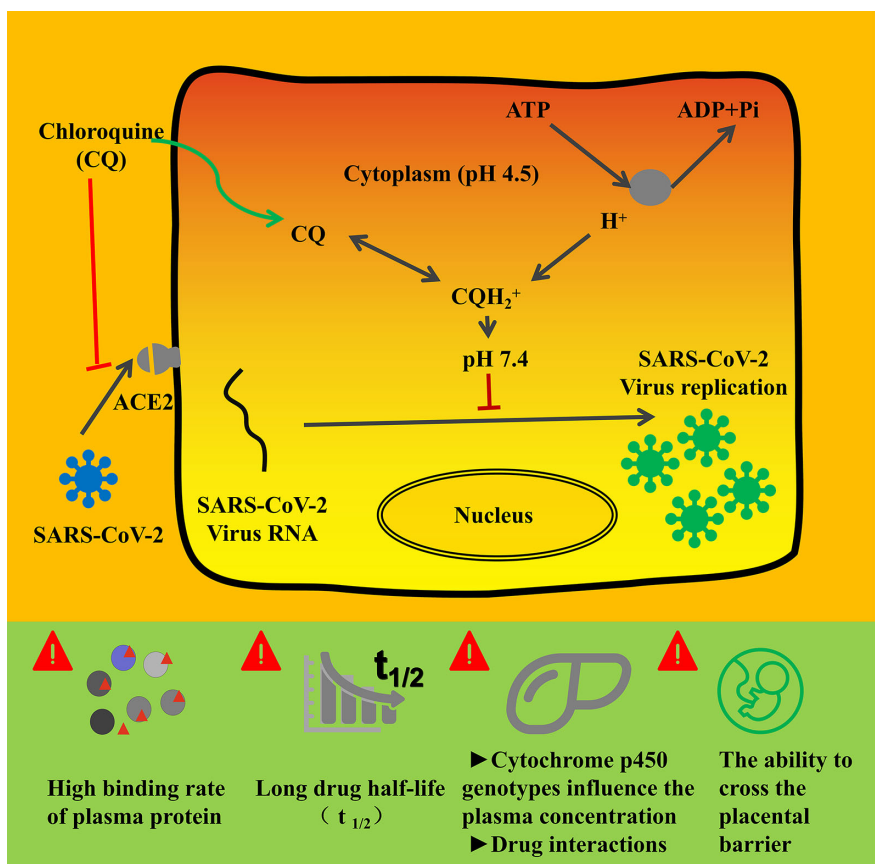 Chloroquine
(CQ)
ATP
ADP+Pi
Cytoplasm (pH 4.5)
CQ
H⁺
CQH₂⁺
pH 7.4
ACE2
SARS-CoV-2
Virus replication
SARS-CoV-2
SARS-CoV-2
Virus RNA
Nucleus
t₁/₂
High binding rate
of plasma protein
Long drug half-life
( t ₁/₂)
►Cytochrome p450
genotypes influence the
plasma concentration
►Drug interactions
The ability to
cross the
placental
barrier